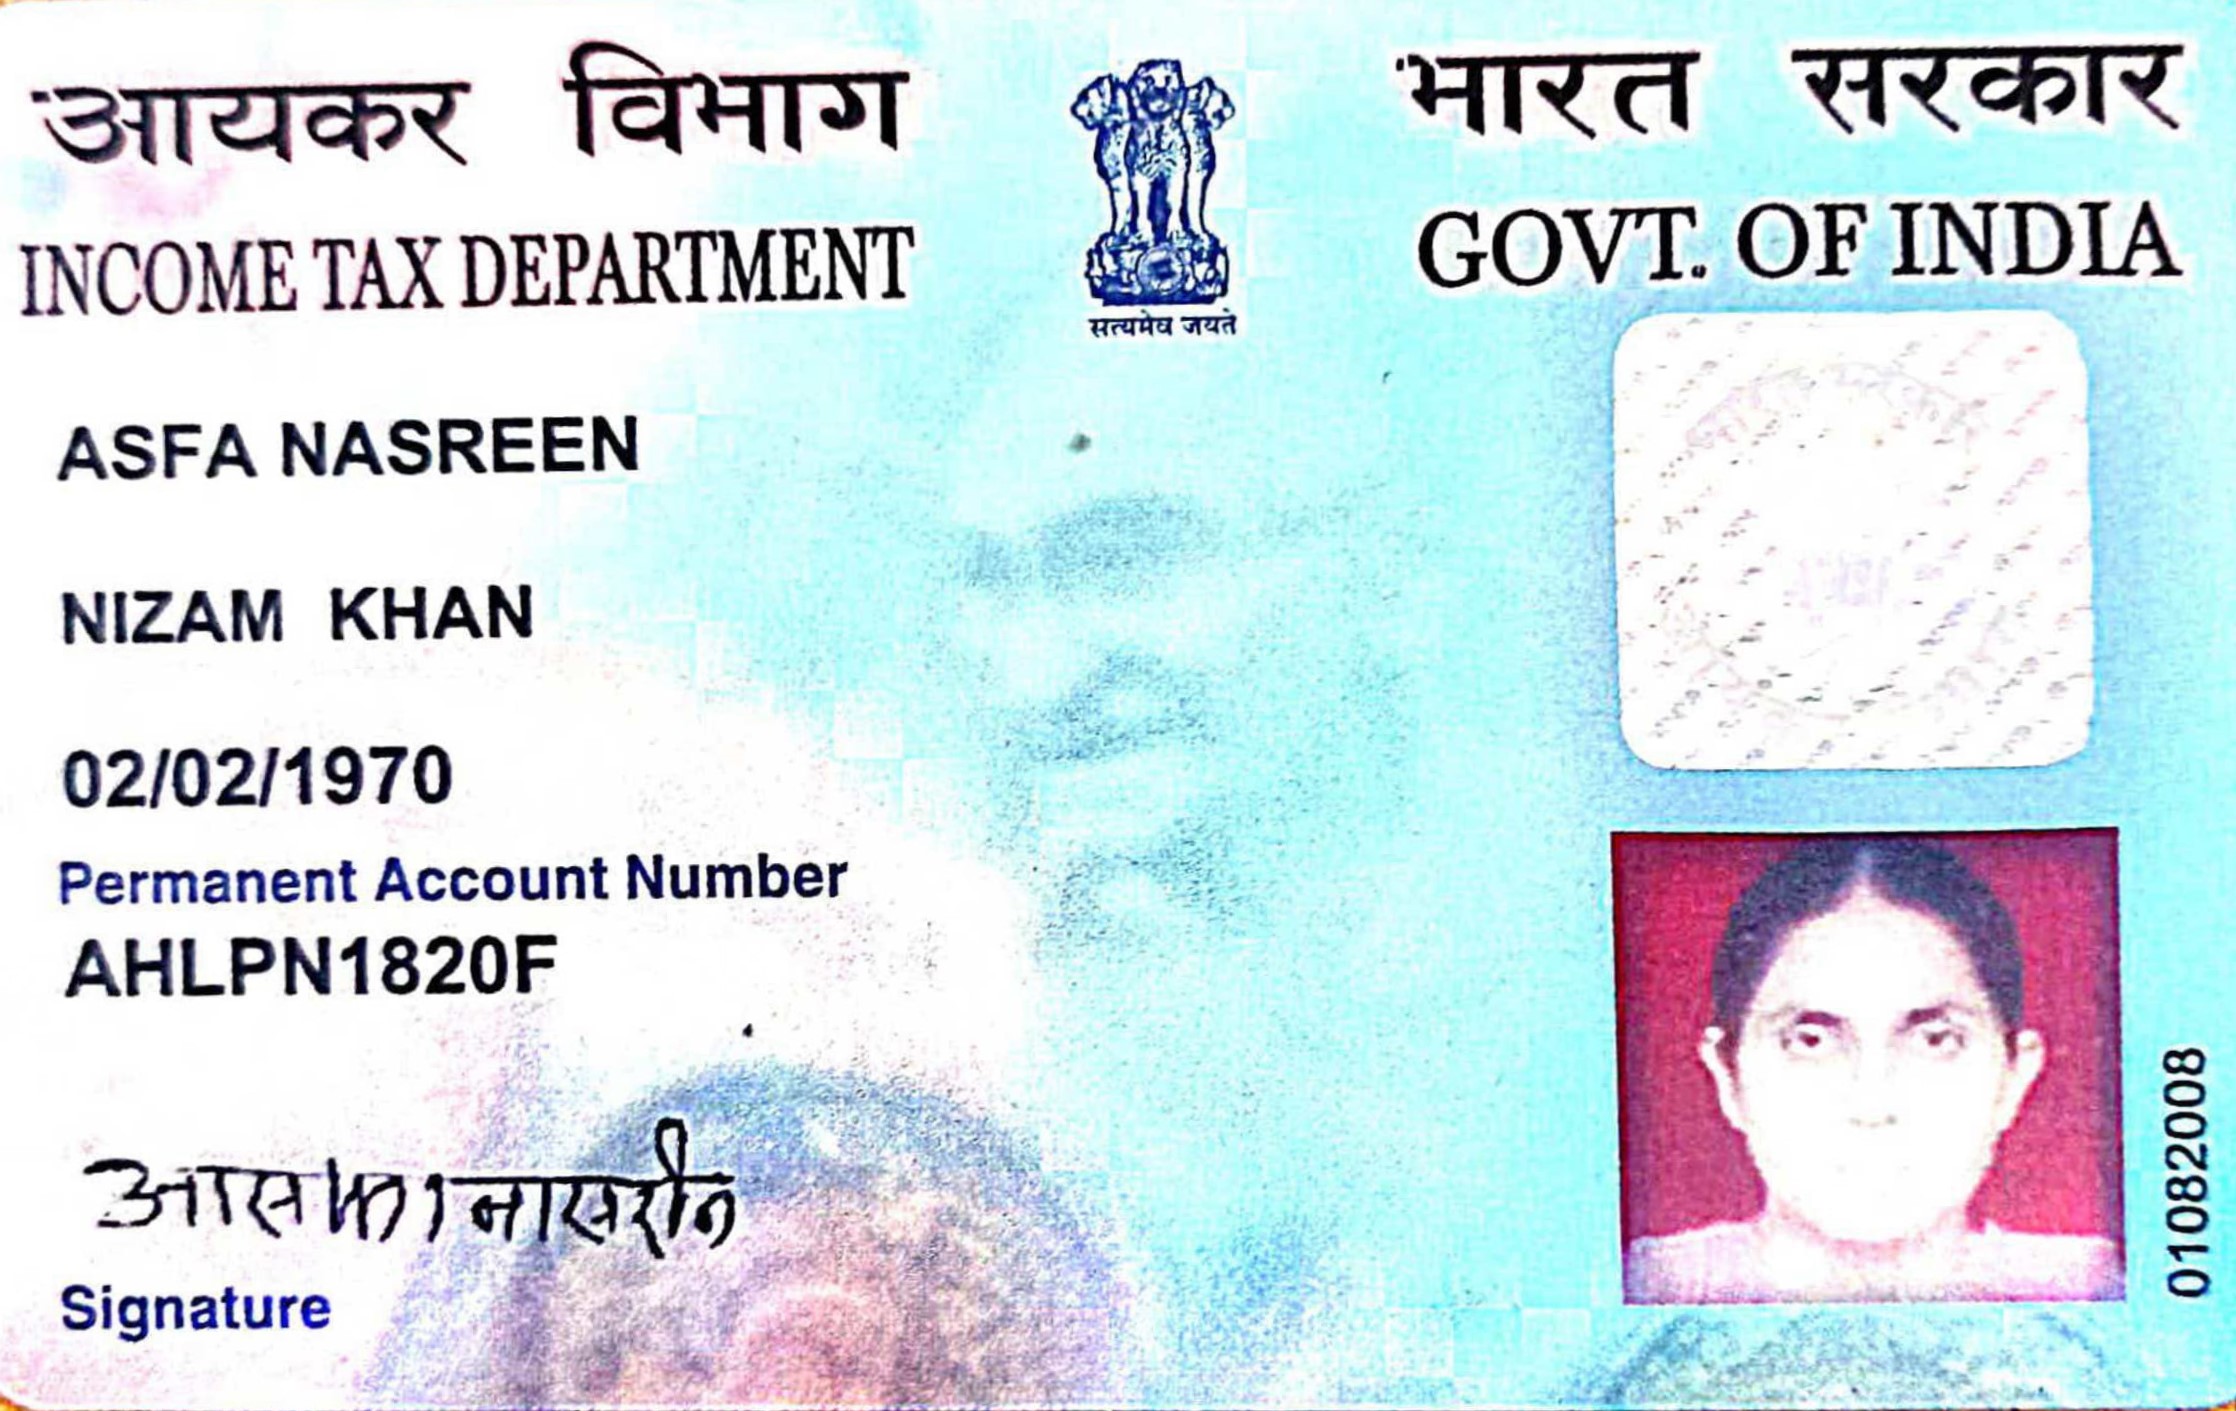 आयकर विभाग
INCOME TAX DEPARTMENT
सत्यमेव जयते
भारत सरकार
GOVT. OF INDIA
ASFA NASREEN
NIZAM KHAN
02/02/1970
Permanent Account Number
AHLPN1820F
आसफा नासरीन
Signature
01082008